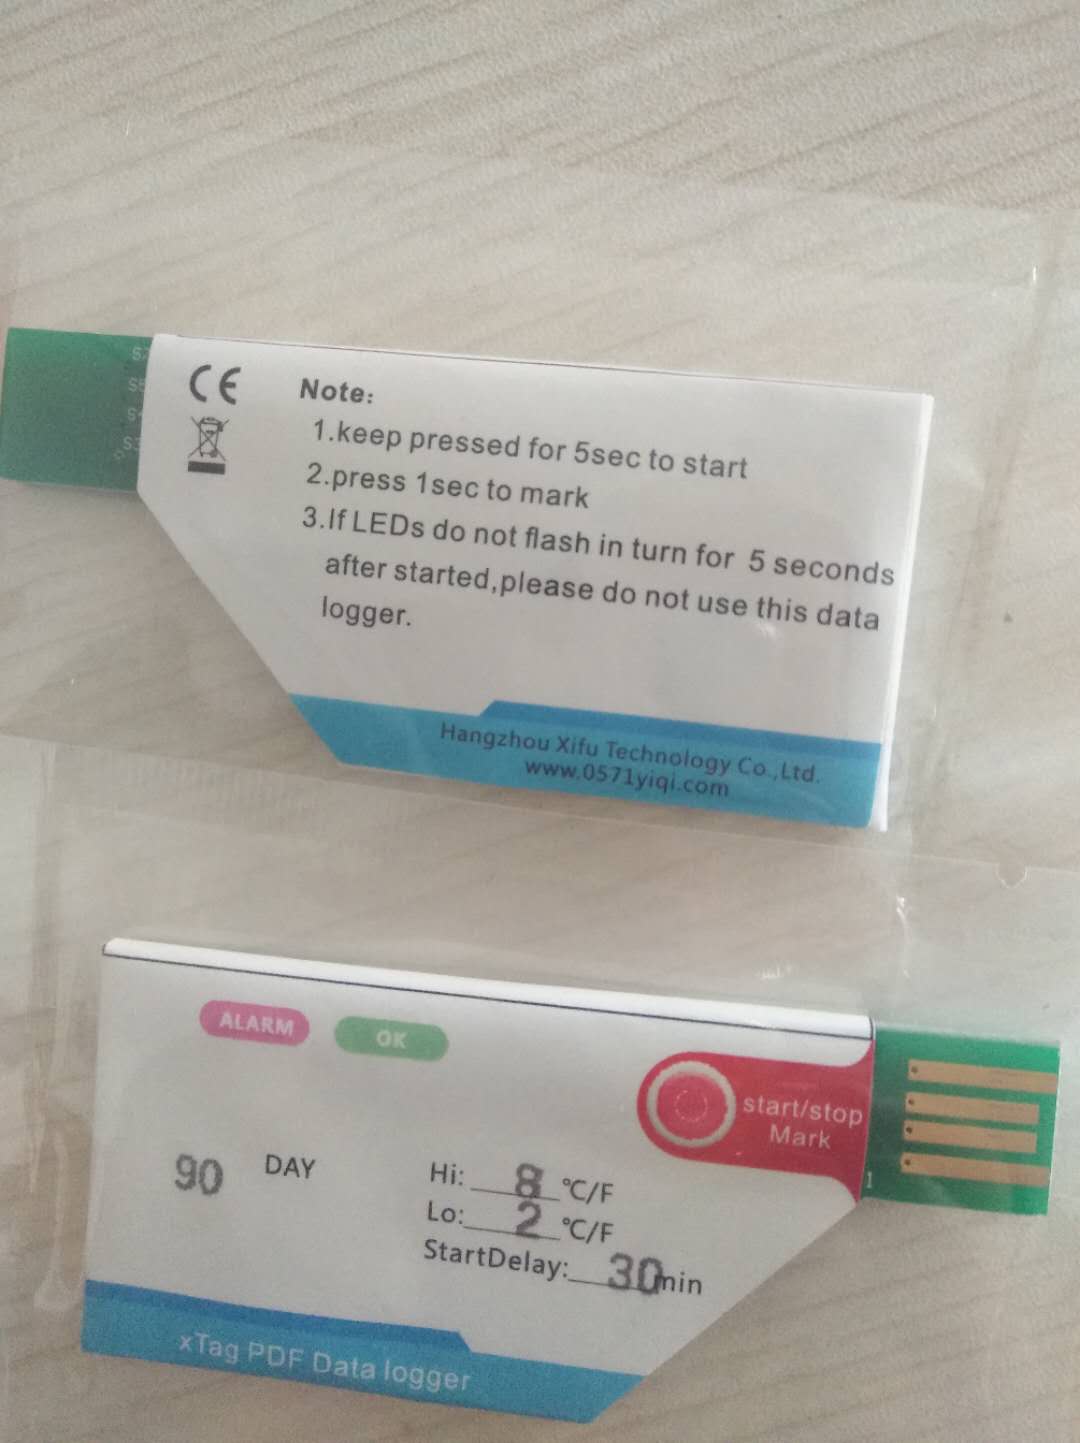 CE
Note:
1.keep pressed for 5sec to start
2.press 1sec to mark
3.If LEDs do not flash in turn for 5 seconds
after started,please do not use this data
logger.
Hangzhou Xifu Technology Co.,Ltd.
www.0571yiqi.com
ALARM
OK
start/stop
Mark
1
90 DAY
Hi: 8 ℃/F
Lo: 2 ℃/F
StartDelay: 30min
xTag PDF Data logger